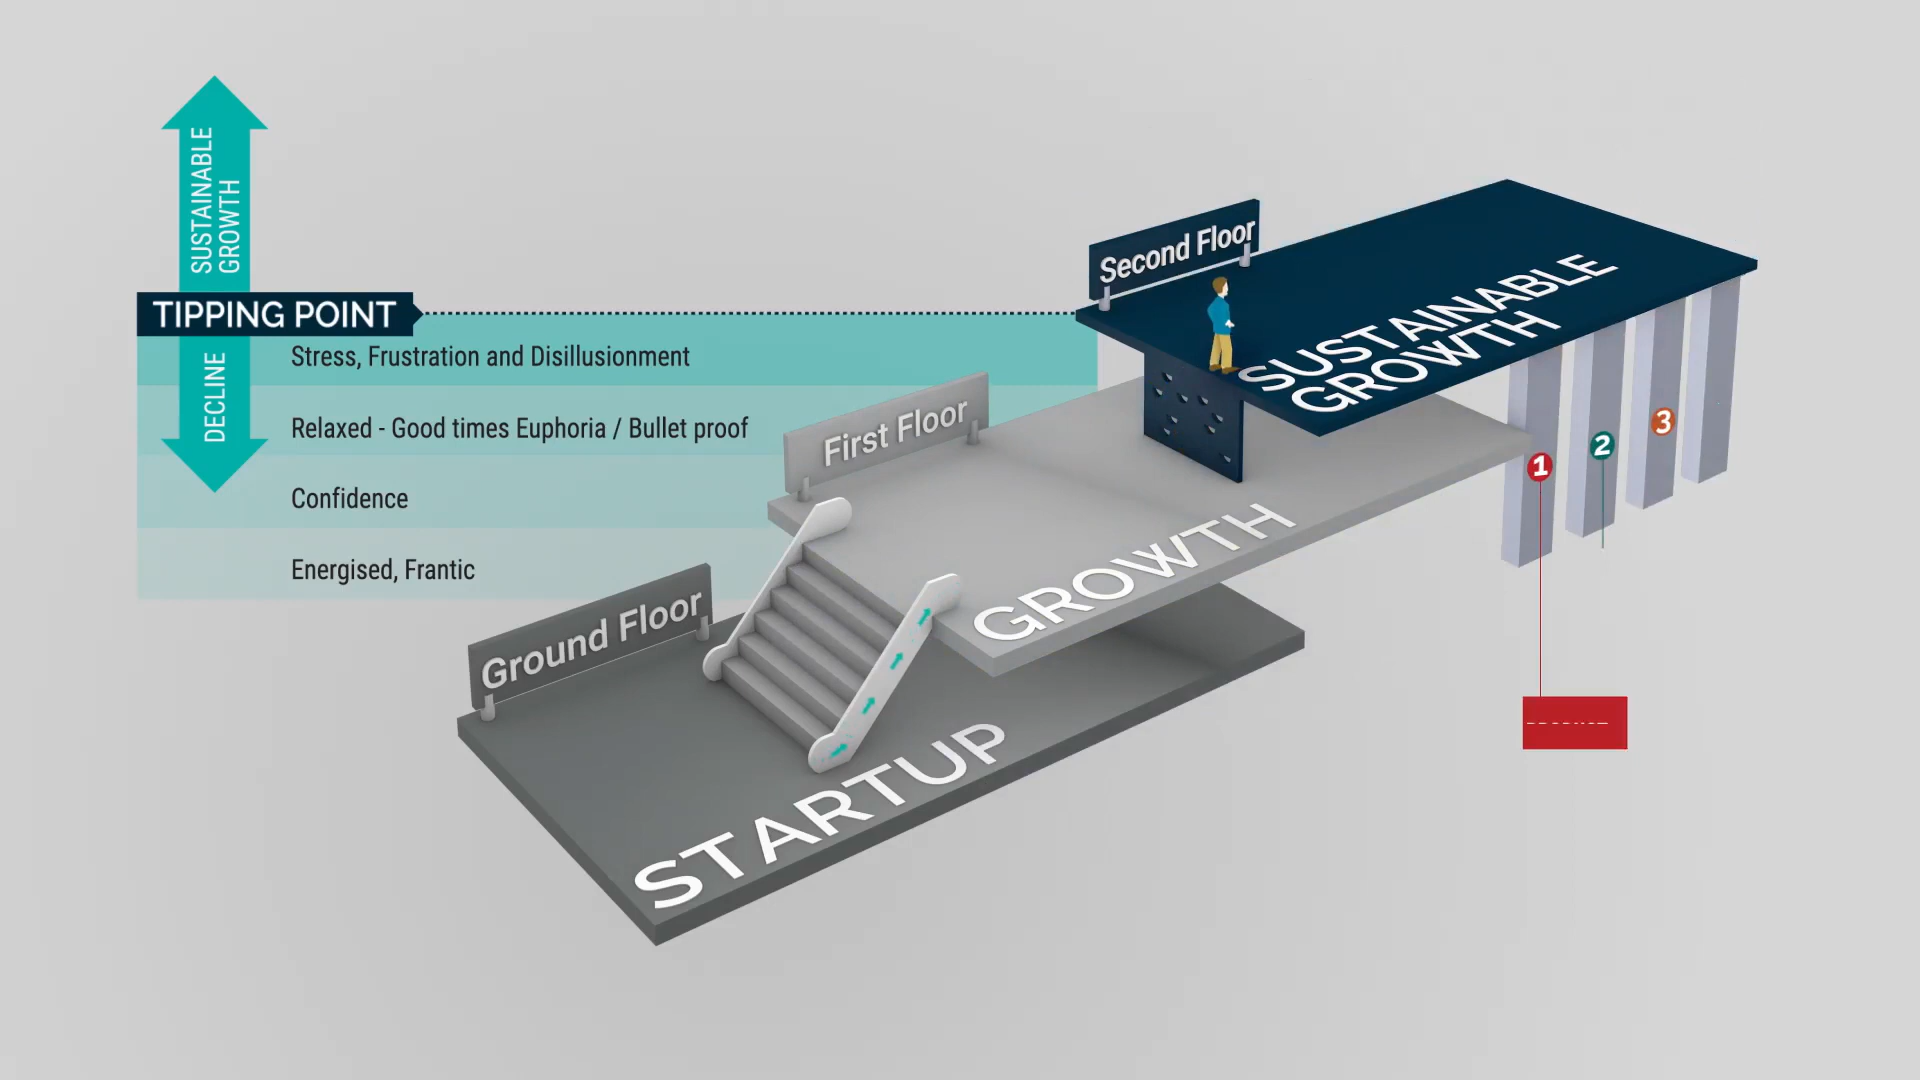 SUSTAINABLE
GROWTH
TIPPING POINT
DECLINE
Stress, Frustration and Disillusionment
Relaxed - Good times Euphoria / Bullet proof
Confidence
Energised, Frantic
Second Floor
SUSTAINABLE
GROWTH
First Floor
GROWTH
Ground Floor
STARTUP
1
2
3